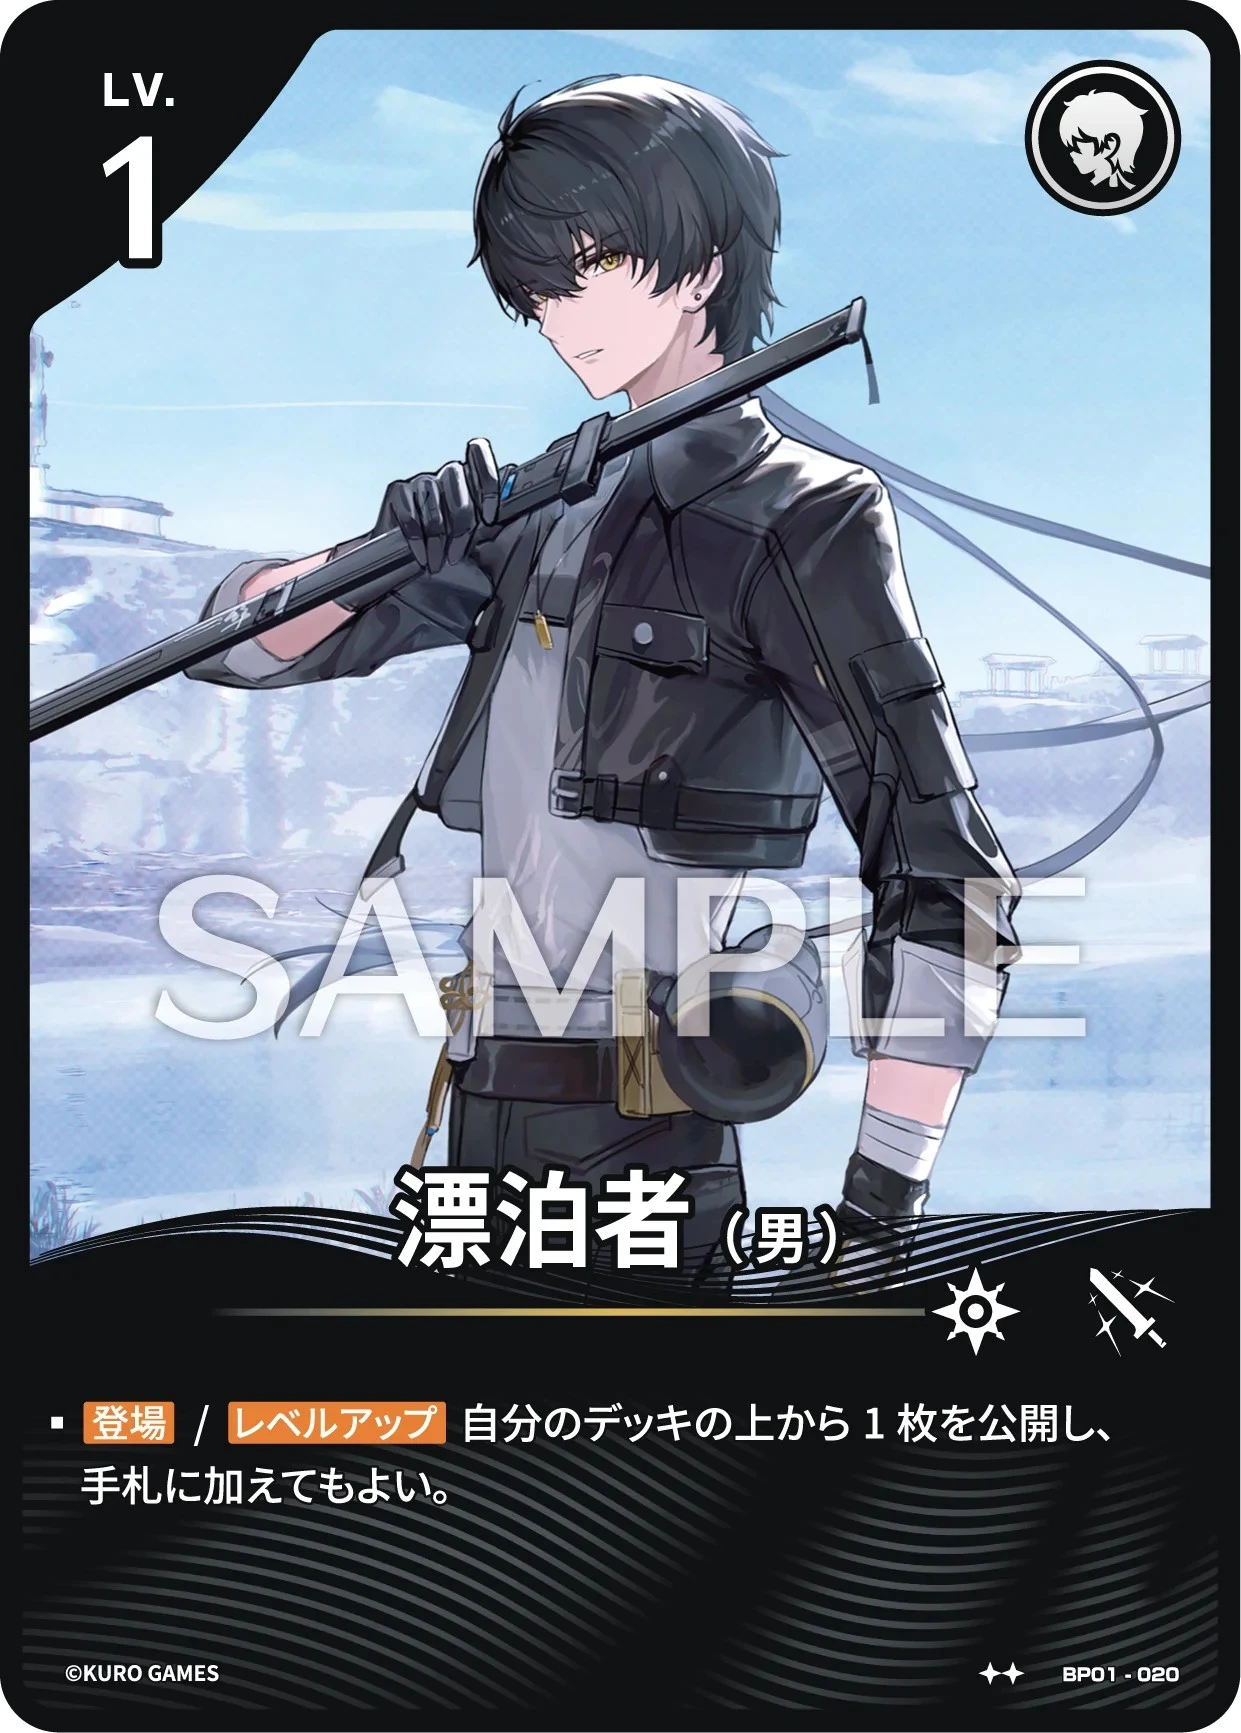 LV.
1
SAMPLE
漂泊者（男）
▪ 登場 / レベルアップ 自分のデッキの上から 1 枚を公開し、
手札に加えてもよい。
©KURO GAMES
BP01 - 020